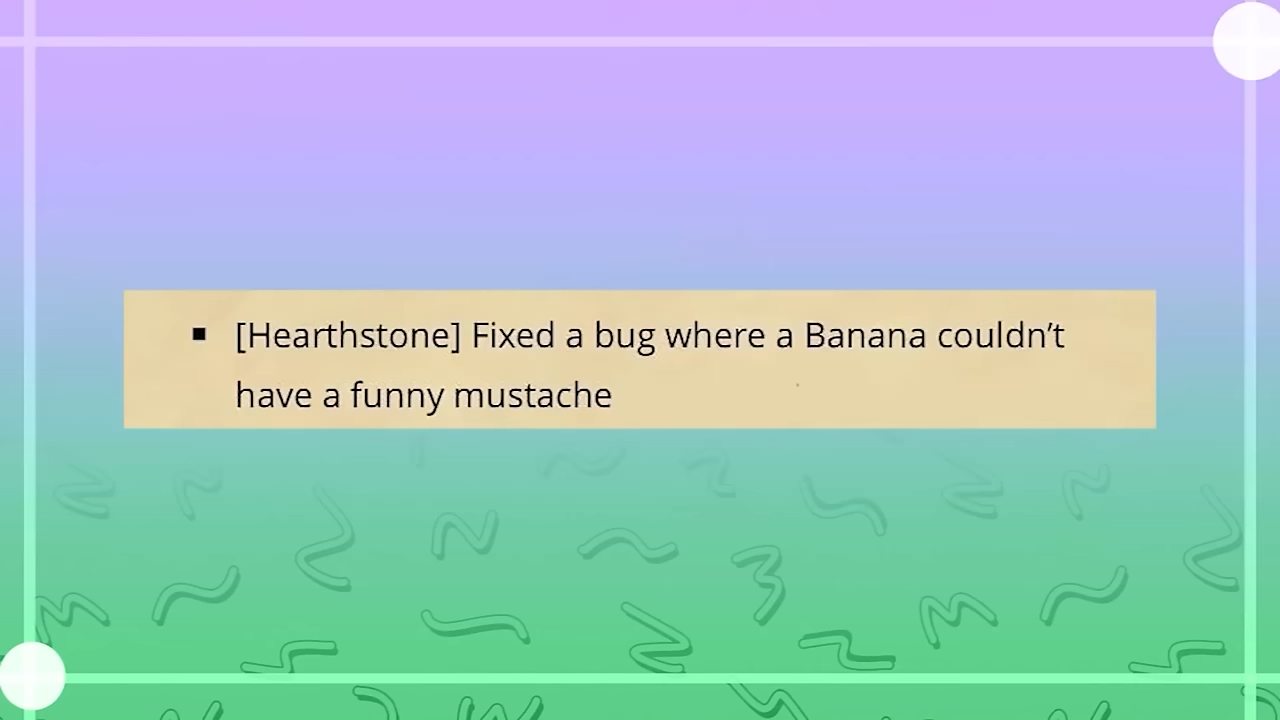 ▪ [Hearthstone] Fixed a bug where a Banana couldn’t
have a funny mustache